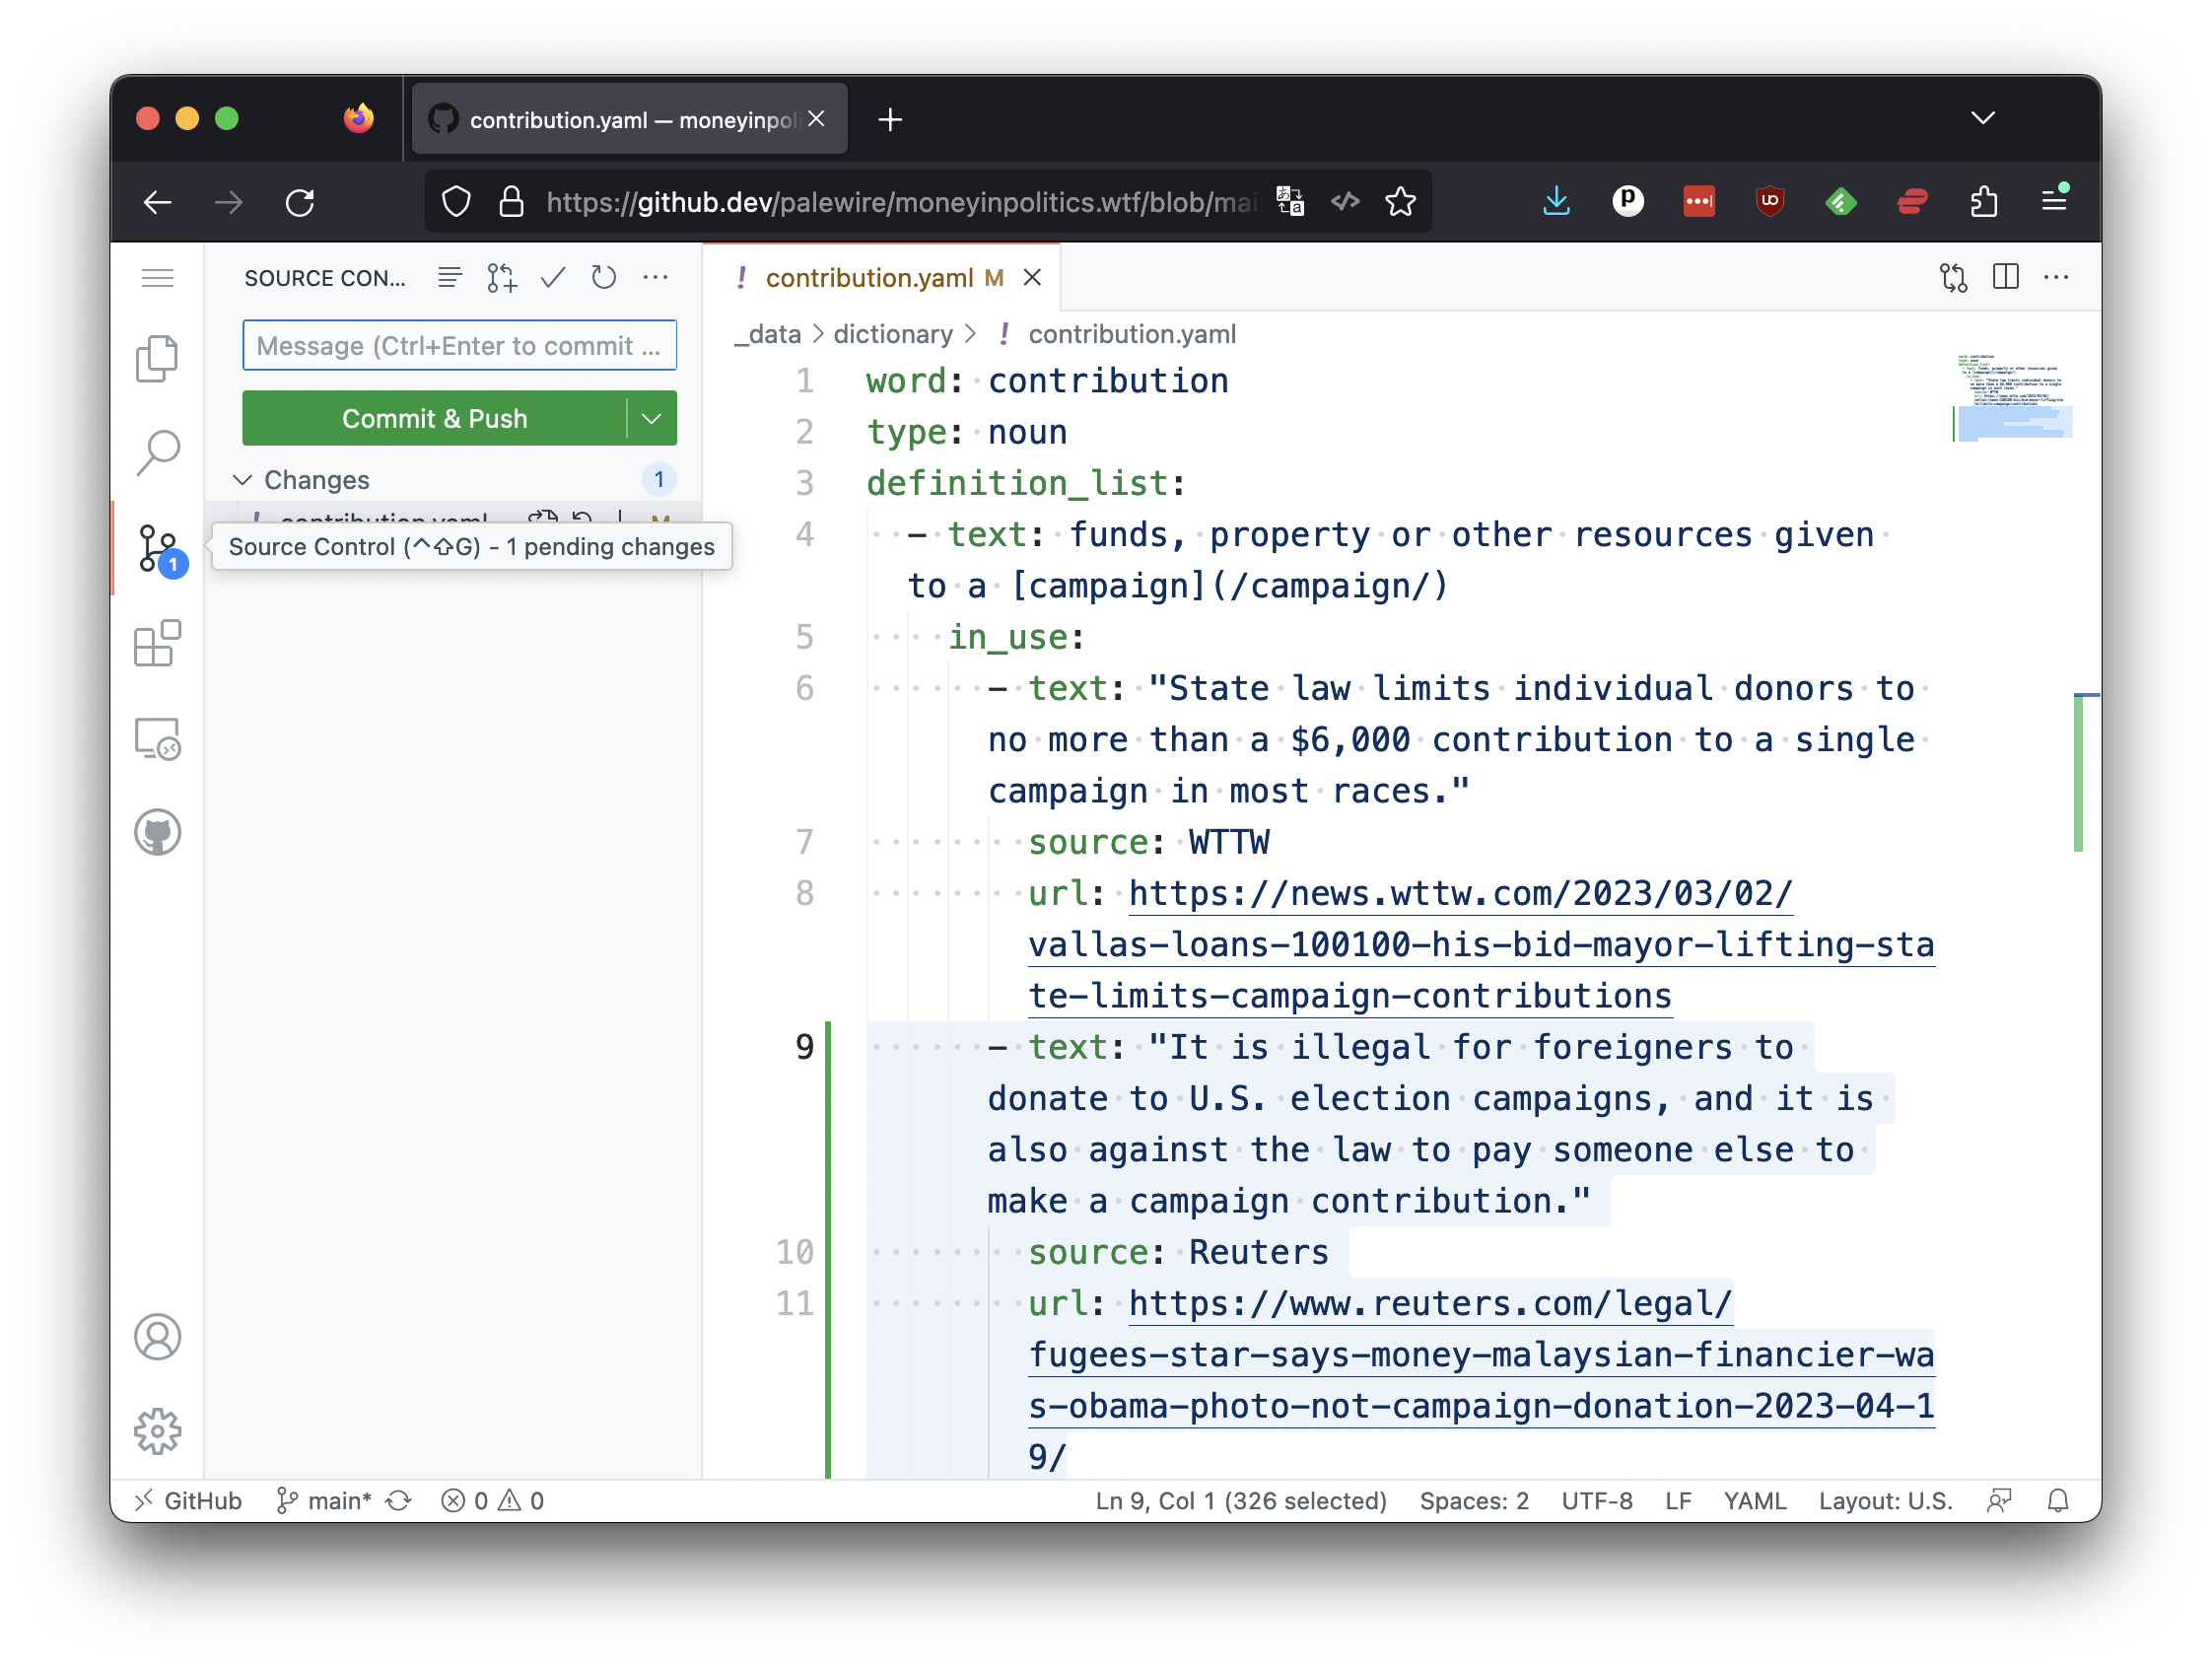 contribution.yaml — moneyinpol
https://github.dev/palewire/moneyinpolitics.wtf/blob/mai
SOURCE CON...
contribution.yaml M
Message (Ctrl+Enter to commit ...
_data > dictionary > ! contribution.yaml
Commit & Push
Changes 1
contribution.yaml M
Source Control (^⇧G) - 1 pending changes
1
1 word: contribution
2 type: noun
3 definition_list:
4 - text: funds, property or other resources given
to a [campaign](/campaign/)
5 in_use:
6 - text: "State law limits individual donors to
no more than a $6,000 contribution to a single
campaign in most races."
7 source: WTTW
8 url: https://news.wttw.com/2023/03/02/
vallas-loans-100100-his-bid-mayor-lifting-sta
te-limits-campaign-contributions
9 - text: "It is illegal for foreigners to
donate to U.S. election campaigns, and it is
also against the law to pay someone else to
make a campaign contribution."
10 source: Reuters
11 url: https://www.reuters.com/legal/
fugees-star-says-money-malaysian-financier-wa
s-obama-photo-not-campaign-donation-2023-04-1
9/
GitHub main* 0 0 Ln 9, Col 1 (326 selected) Spaces: 2 UTF-8 LF YAML Layout: U.S.